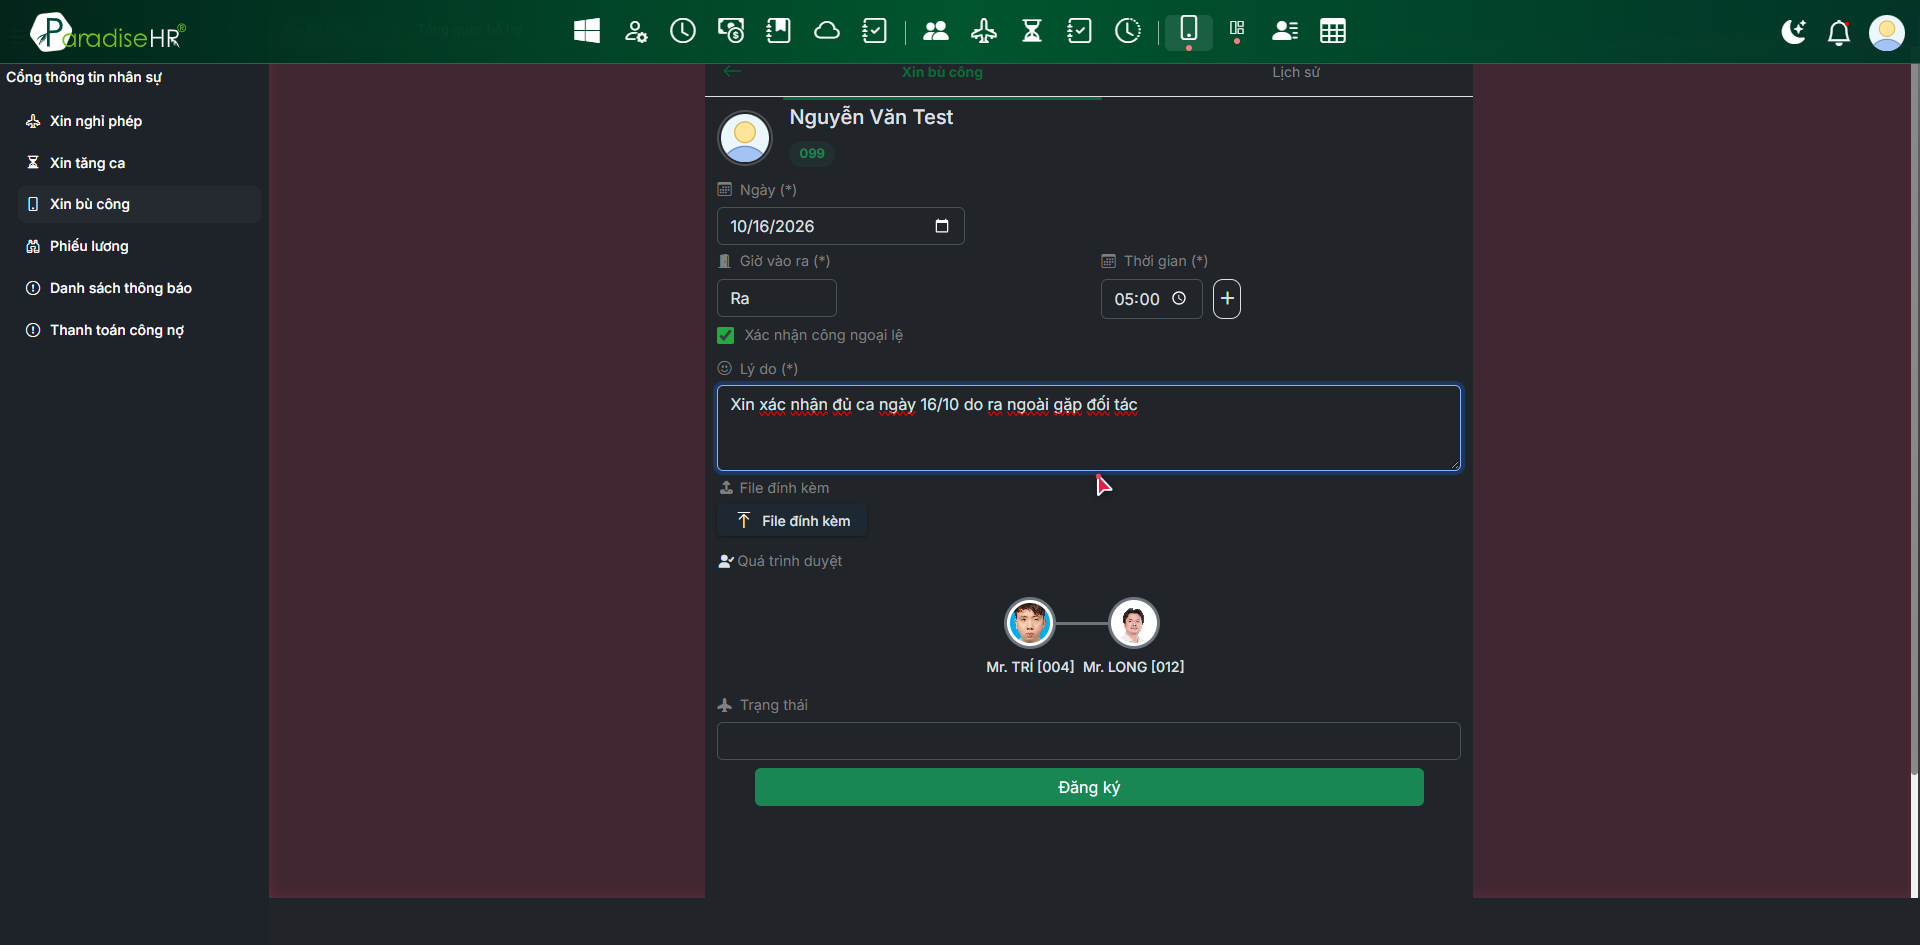 ParadiseHR®
Cổng thông tin nhân sự
Xin nghỉ phép
Xin tăng ca
Xin bù công
Phiếu lương
Danh sách thông báo
Thanh toán công nợ
Xin bù công
Lịch sử
Nguyễn Văn Test
099
Ngày (*)
10/16/2026
Giờ vào ra (*)
Thời gian (*)
Ra
05:00
+
Xác nhận công ngoại lệ
Lý do (*)
Xin xác nhận đủ ca ngày 16/10 do ra ngoài gặp đối tác
File đính kèm
File đính kèm
Quá trình duyệt
Mr. TRÍ [004] Mr. LONG [012]
Trạng thái
Đăng ký